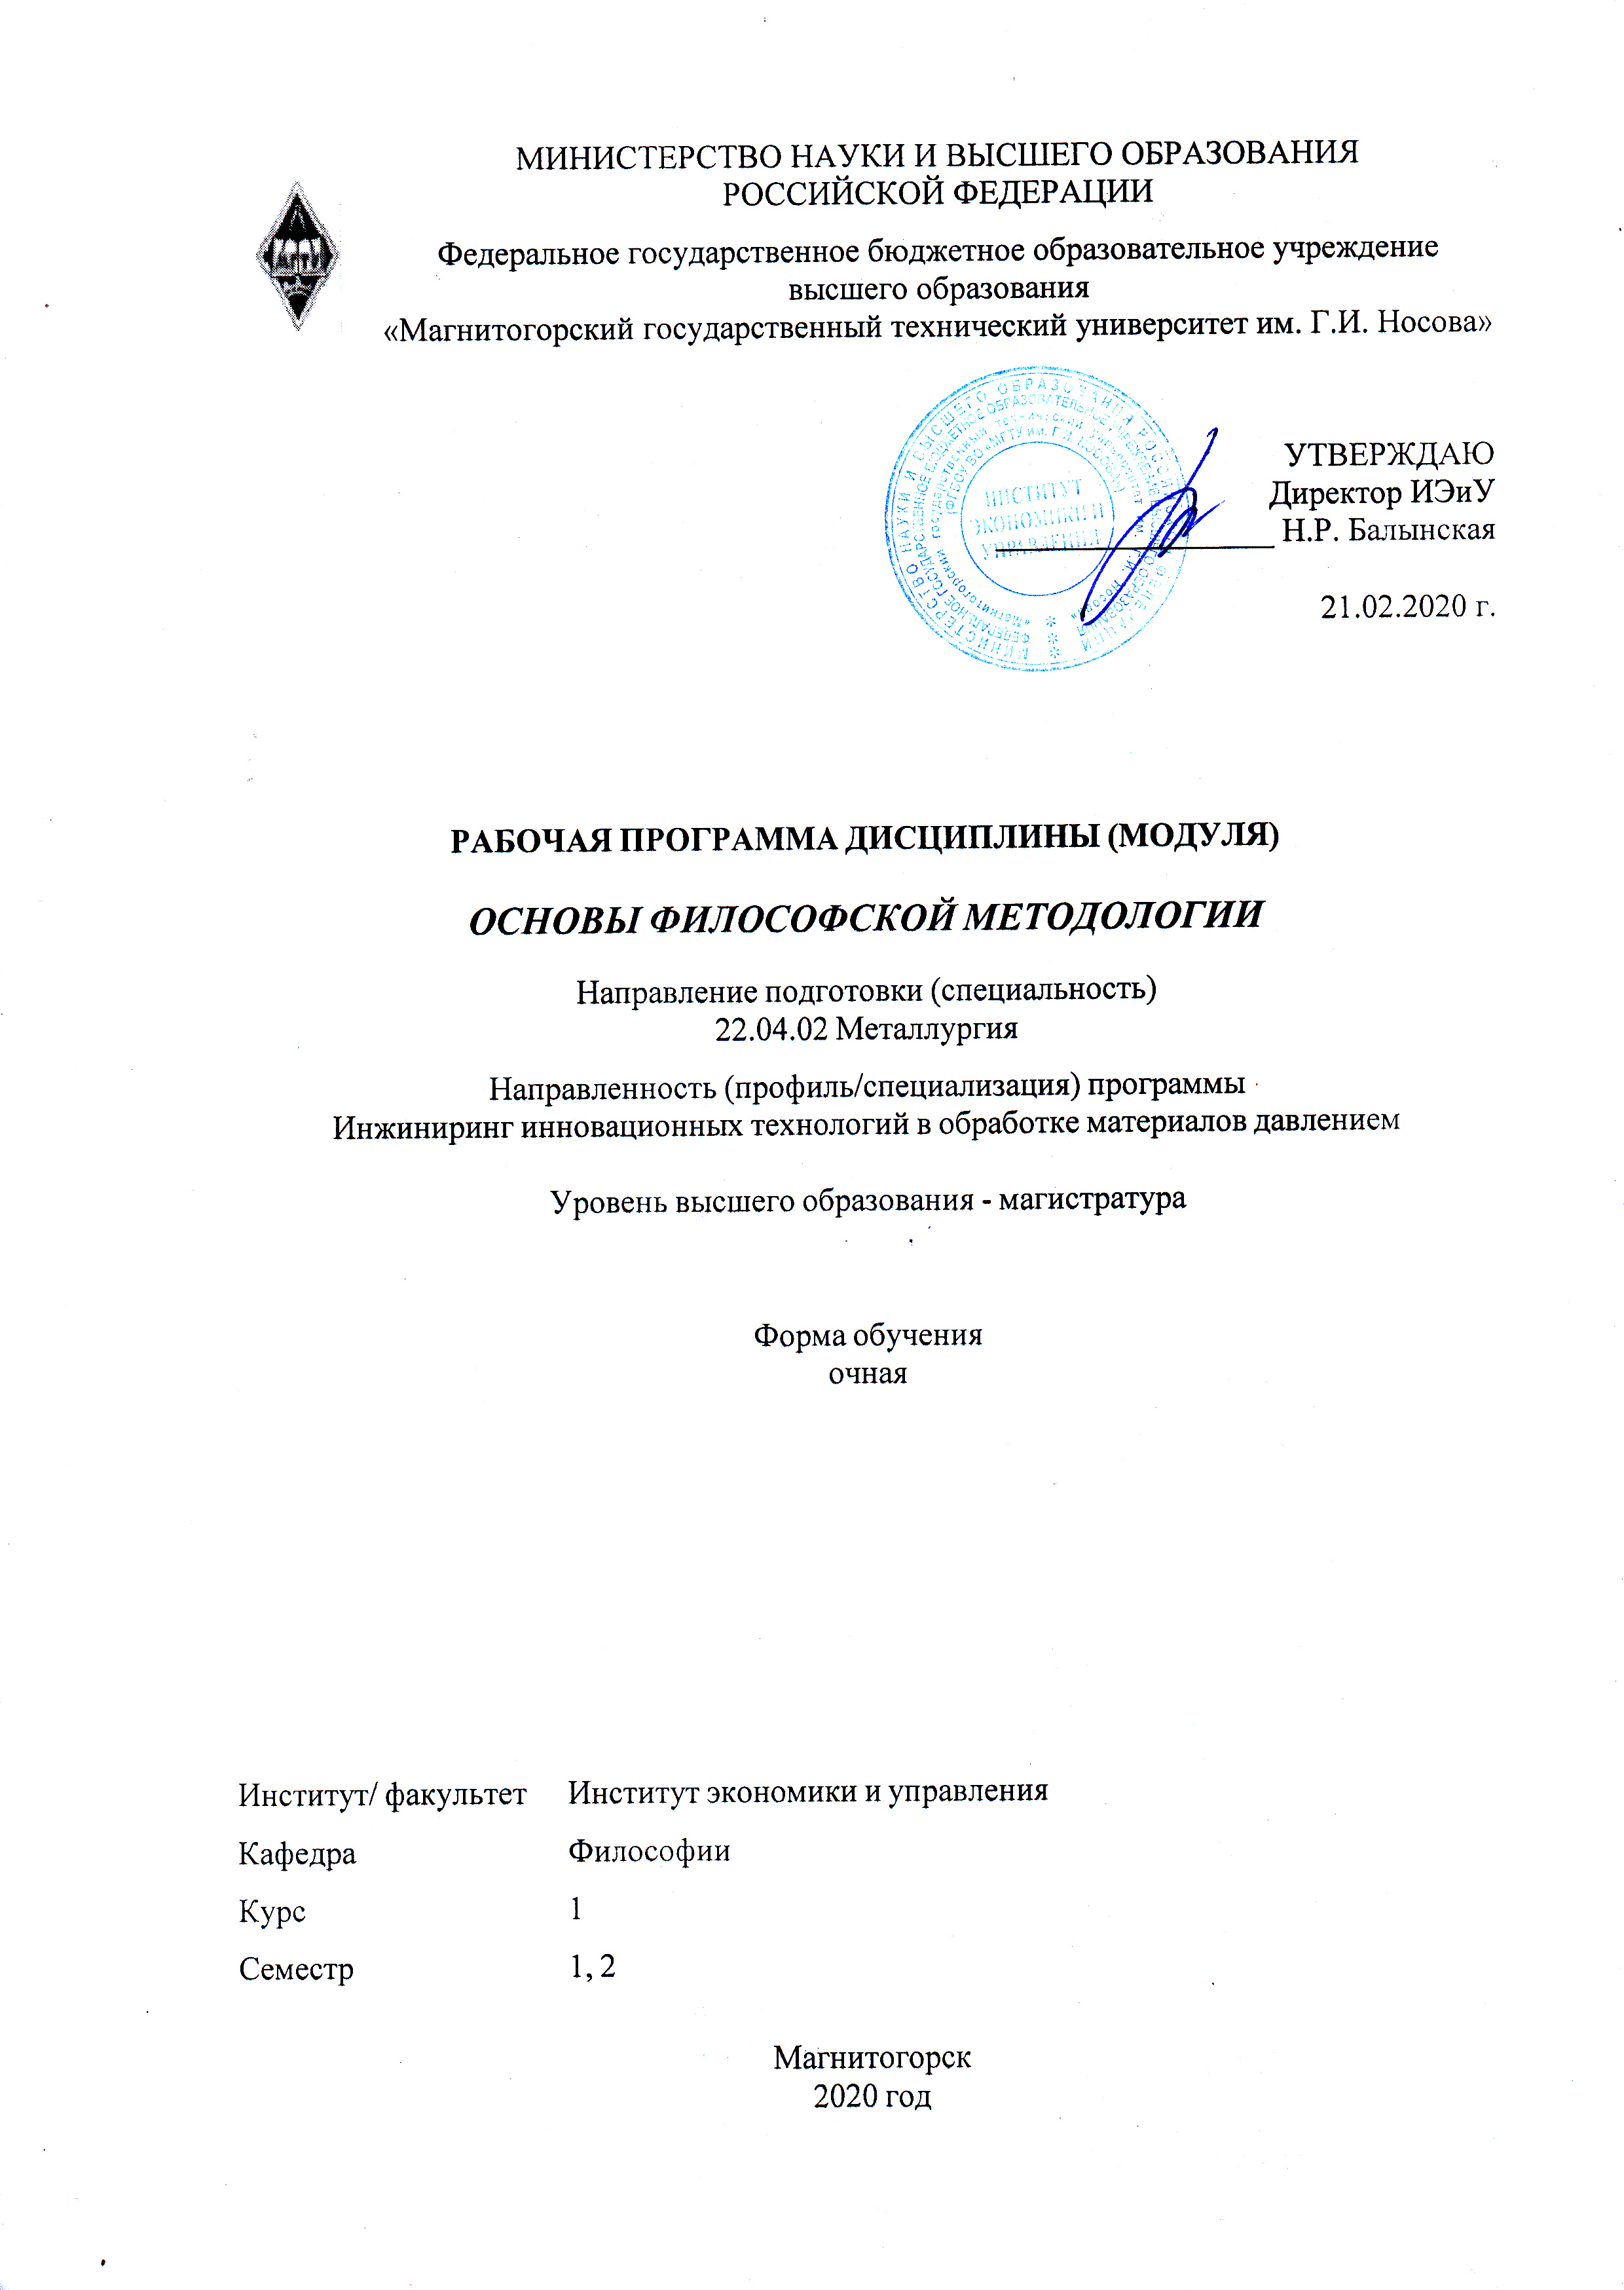 МИНИСТЕРСТВО НАУКИ И ВЫСШЕГО ОБРАЗОВАНИЯ
РОССИЙСКОЙ ФЕДЕРАЦИИ
Федеральное государственное бюджетное образовательное учреждение
высшего образования
«Магнитогорский государственный технический университет им. Г.И. Носова»
ИНСТИТУТ
ЭКОНОМИКИ И
УПРАВЛЕНИЯ
УТВЕРЖДАЮ
Директор ИЭиУ
Н.Р. Балынская
21.02.2020 г.
РАБОЧАЯ ПРОГРАММА ДИСЦИПЛИНЫ (МОДУЛЯ)
ОСНОВЫ ФИЛОСОФСКОЙ МЕТОДОЛОГИИ
Направление подготовки (специальность)
22.04.02 Металлургия
Направленность (профиль/специализация) программы
Инжиниринг инновационных технологий в обработке материалов давлением
Уровень высшего образования - магистратура
Форма обучения
очная
Институт/ факультет Институт экономики и управления
Кафедра Философии
Курс 1
Семестр 1, 2
Магнитогорск
2020 год